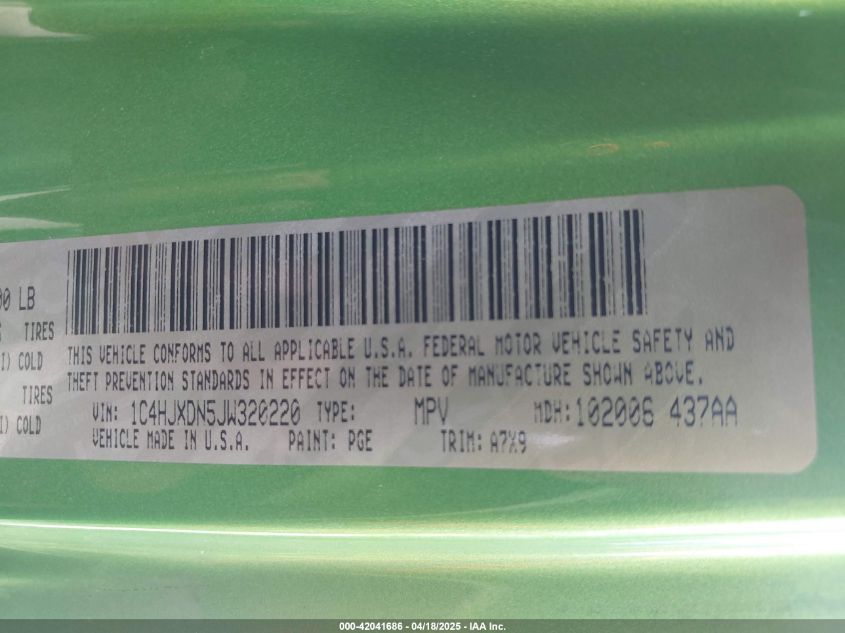 00 LB
TIRES
I) COLD
TIRES
I) COLD
THIS VEHICLE CONFORMS TO ALL APPLICABLE U.S.A. FEDERAL MOTOR VEHICLE SAFETY AND
THEFT PREVENTION STANDARDS IN EFFECT ON THE DATE OF MANUFACTURE SHOWN ABOVE.
VIN: 1C4HJXDN5JW320220 TYPE: MPV MDH:102006 437AA
VEHICLE MADE IN U.S.A. PAINT: PGE TRIM: A7X9
000-42041686 - 04/18/2025 - IAA Inc.